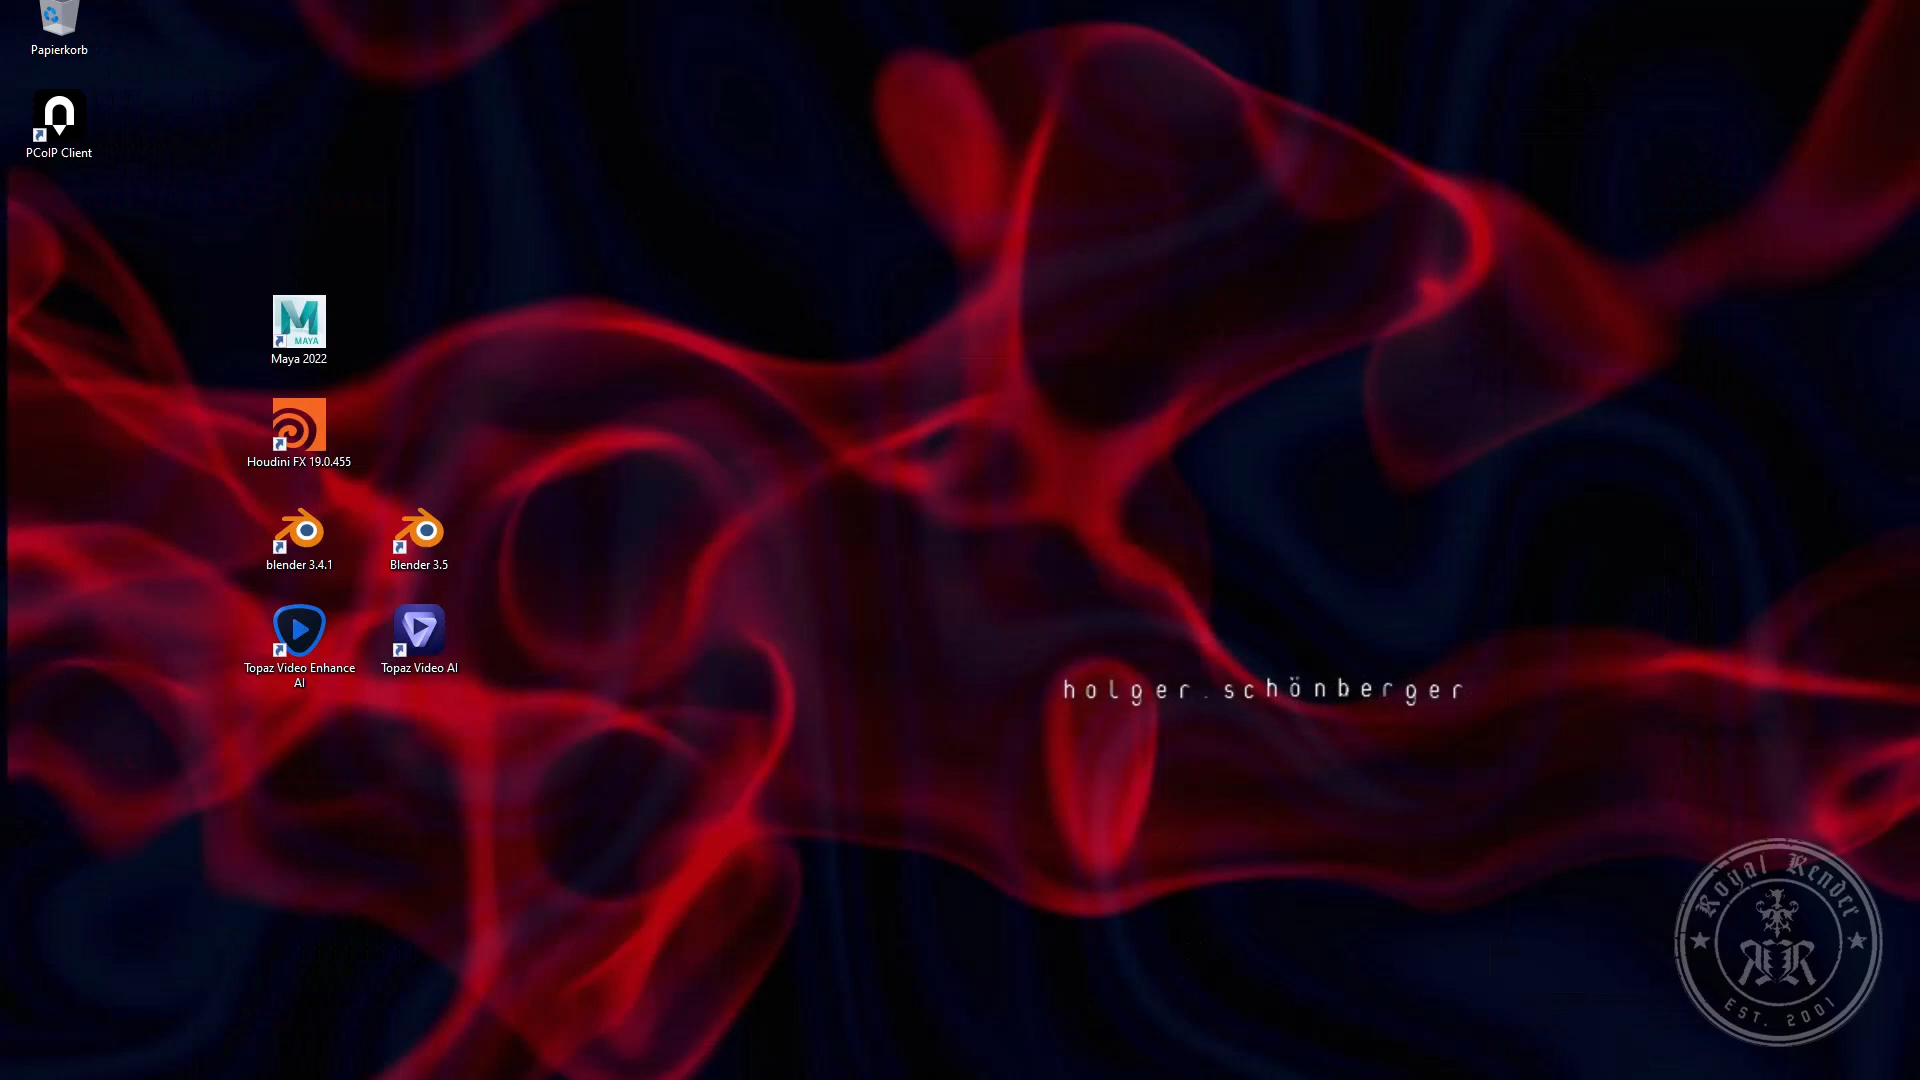 Papierkorb
PCoIP Client
Maya 2022
Houdini FX 19.0.455
blender 3.4.1
Blender 3.5
Topaz Video Enhance
AI
Topaz Video AI
holger.schönberger
Royal Render
RR
EST. 2001
MAYA